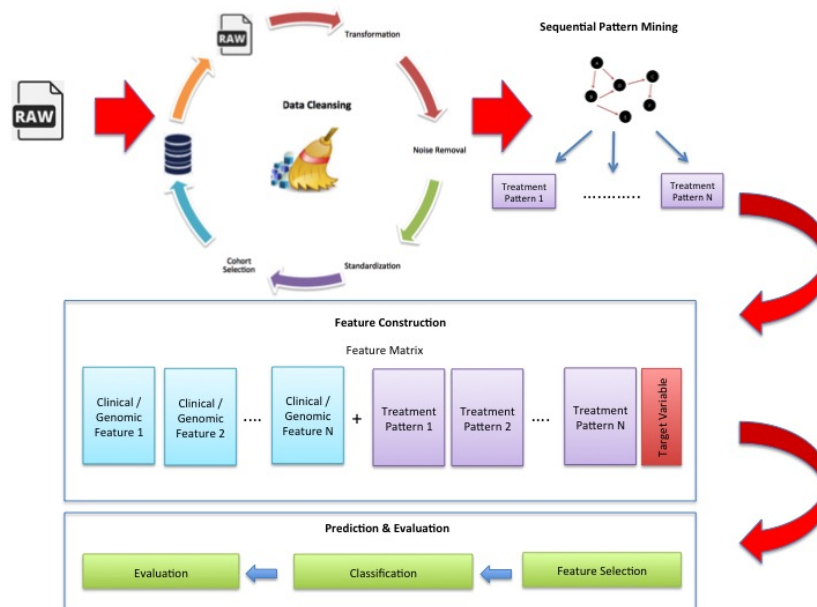 RAW
RAW
Transformation
Data Cleansing
Noise Removal
Standardization
Cohort
Selection
Sequential Pattern Mining
Treatment
Pattern 1
............
Treatment
Pattern N
Feature Construction
Feature Matrix
Clinical /
Genomic
Feature 1
Clinical /
Genomic
Feature 2
....
Clinical /
Genomic
Feature N
+
Treatment
Pattern 1
Treatment
Pattern 2
....
Treatment
Pattern N
Target Variable
Prediction & Evaluation
Evaluation
Classification
Feature Selection